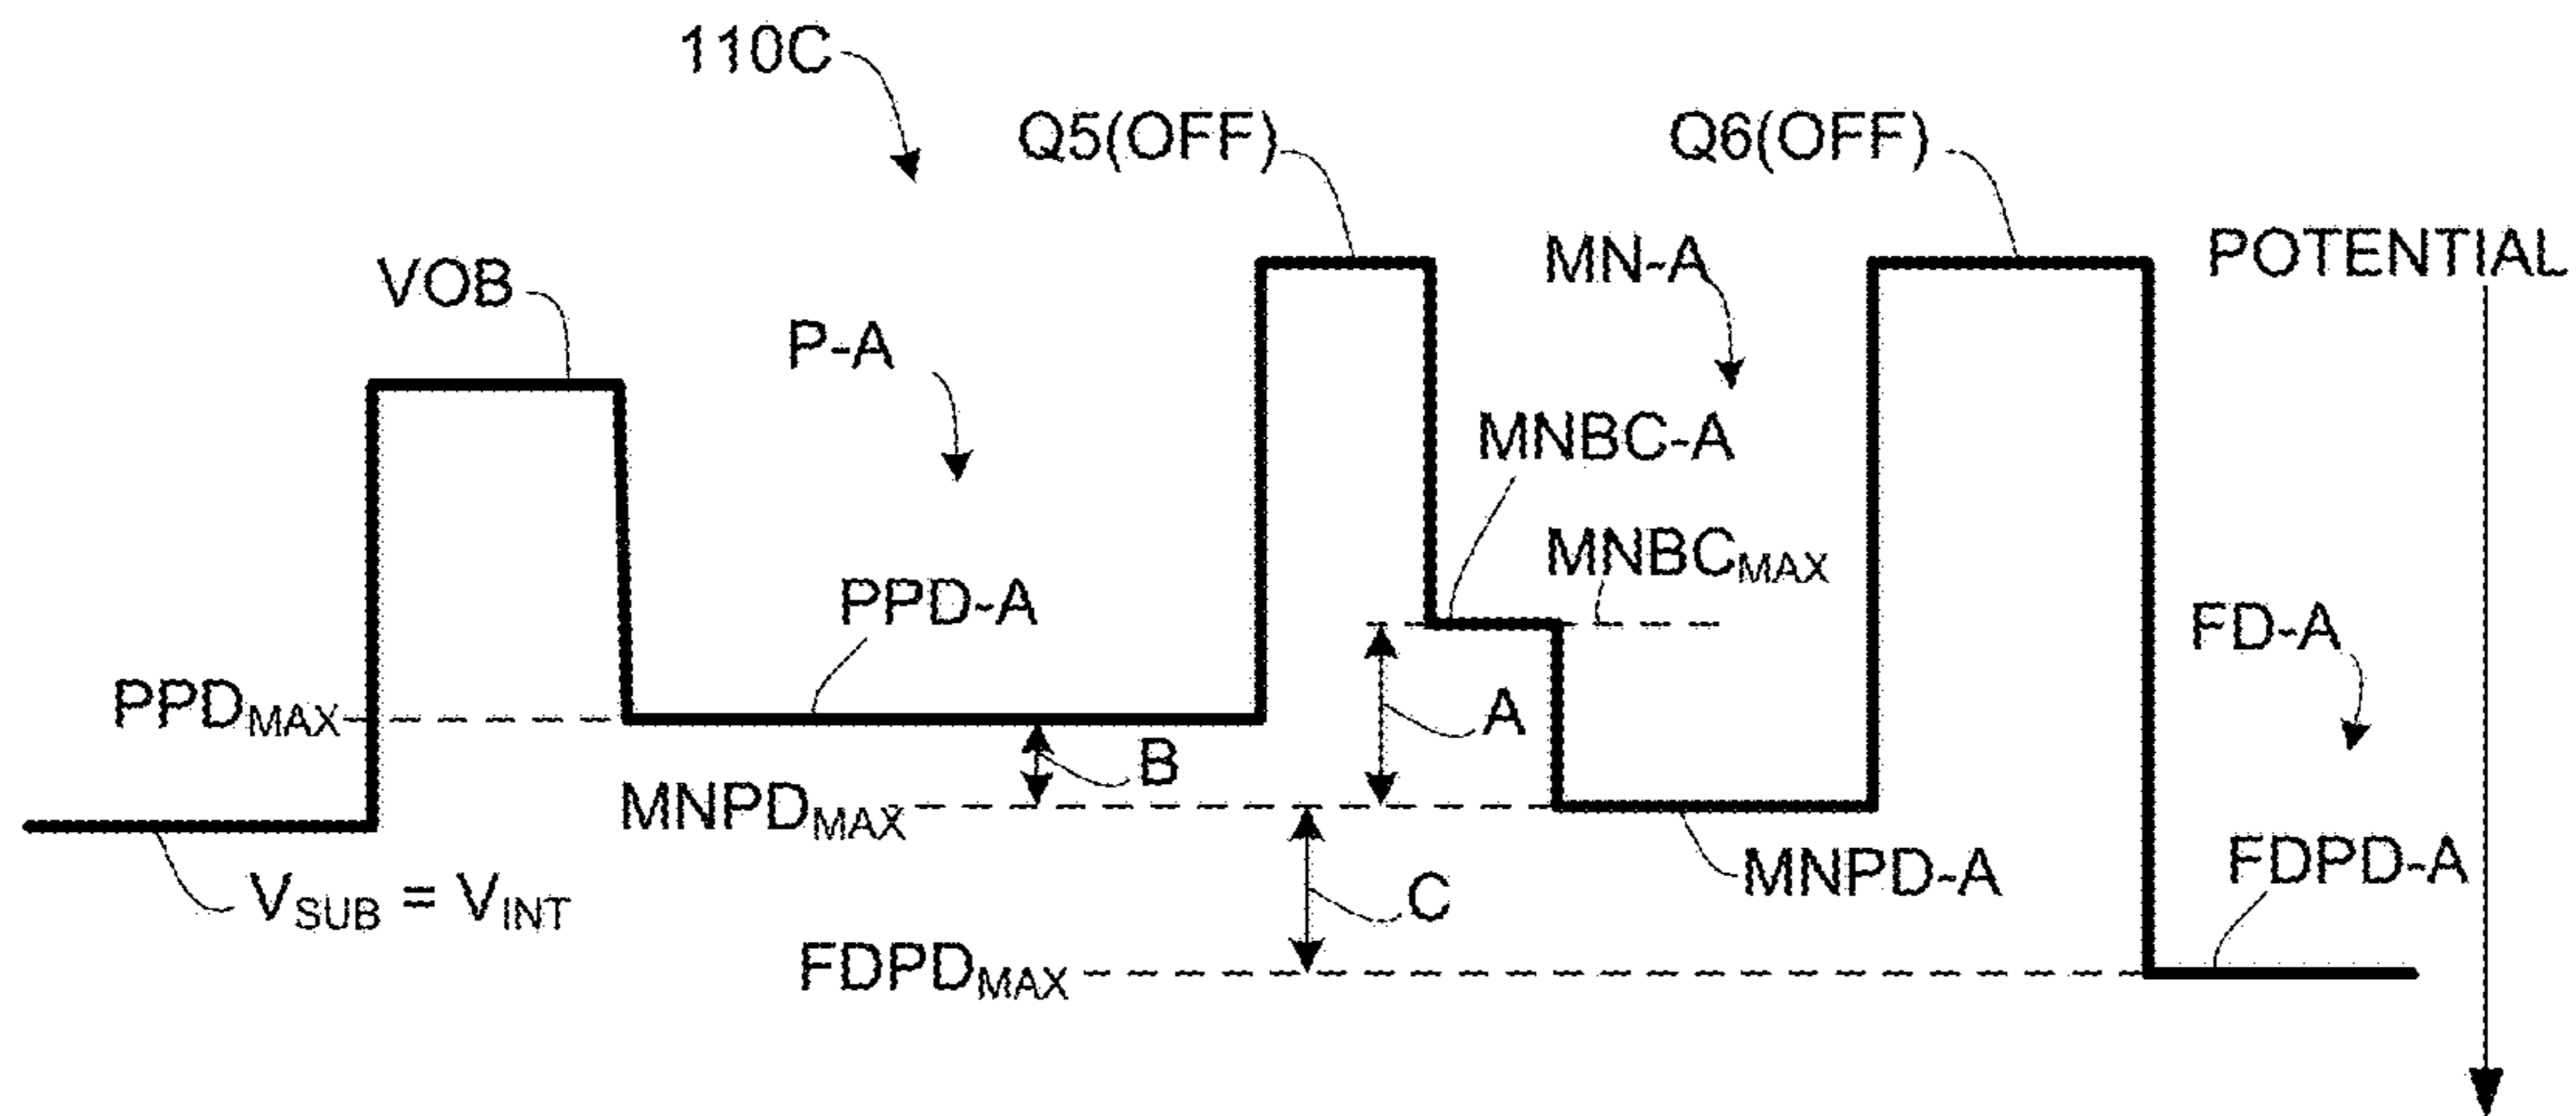 110C
Q5(OFF)
Q6(OFF)
POTENTIAL
VOB
MN-A
P-A
MNBC-A
MNBC_MAX
PPD-A
FD-A
PPD_MAX
A
B
MNPD_MAX
MNPD-A
FDPD-A
V_SUB = V_INT
C
FDPD_MAX